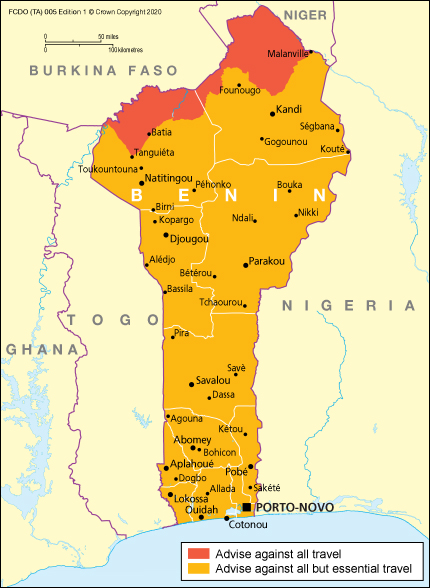 FCDO (TA) 005 Edition 1 © Crown Copyright 2020
NIGER
0 50 miles
0 100 kilometres
Malanville
BURKINA FASO
Founougo
Kandi
Batia
Ségbana
Gogounou
Tanguiéta
Kouté
Toukountouna
Natitingou
Péhonko
Bouka
BENIN
Birni
Nikki
Kopargo
Ndali
Djougou
Alédjo
Parakou
Bétérou
Bassila
Tchaourou
NIGERIA
TOGO
Pira
GHANA
Savè
Savalou
Dassa
Agouna
Kétou
Abomey
Bohicon
Aplahoué
Pobé
Dogbo
Allada
Sakété
Lokossa
PORTO-NOVO
Ouidah
Cotonou
Advise against all travel
Advise against all but essential travel